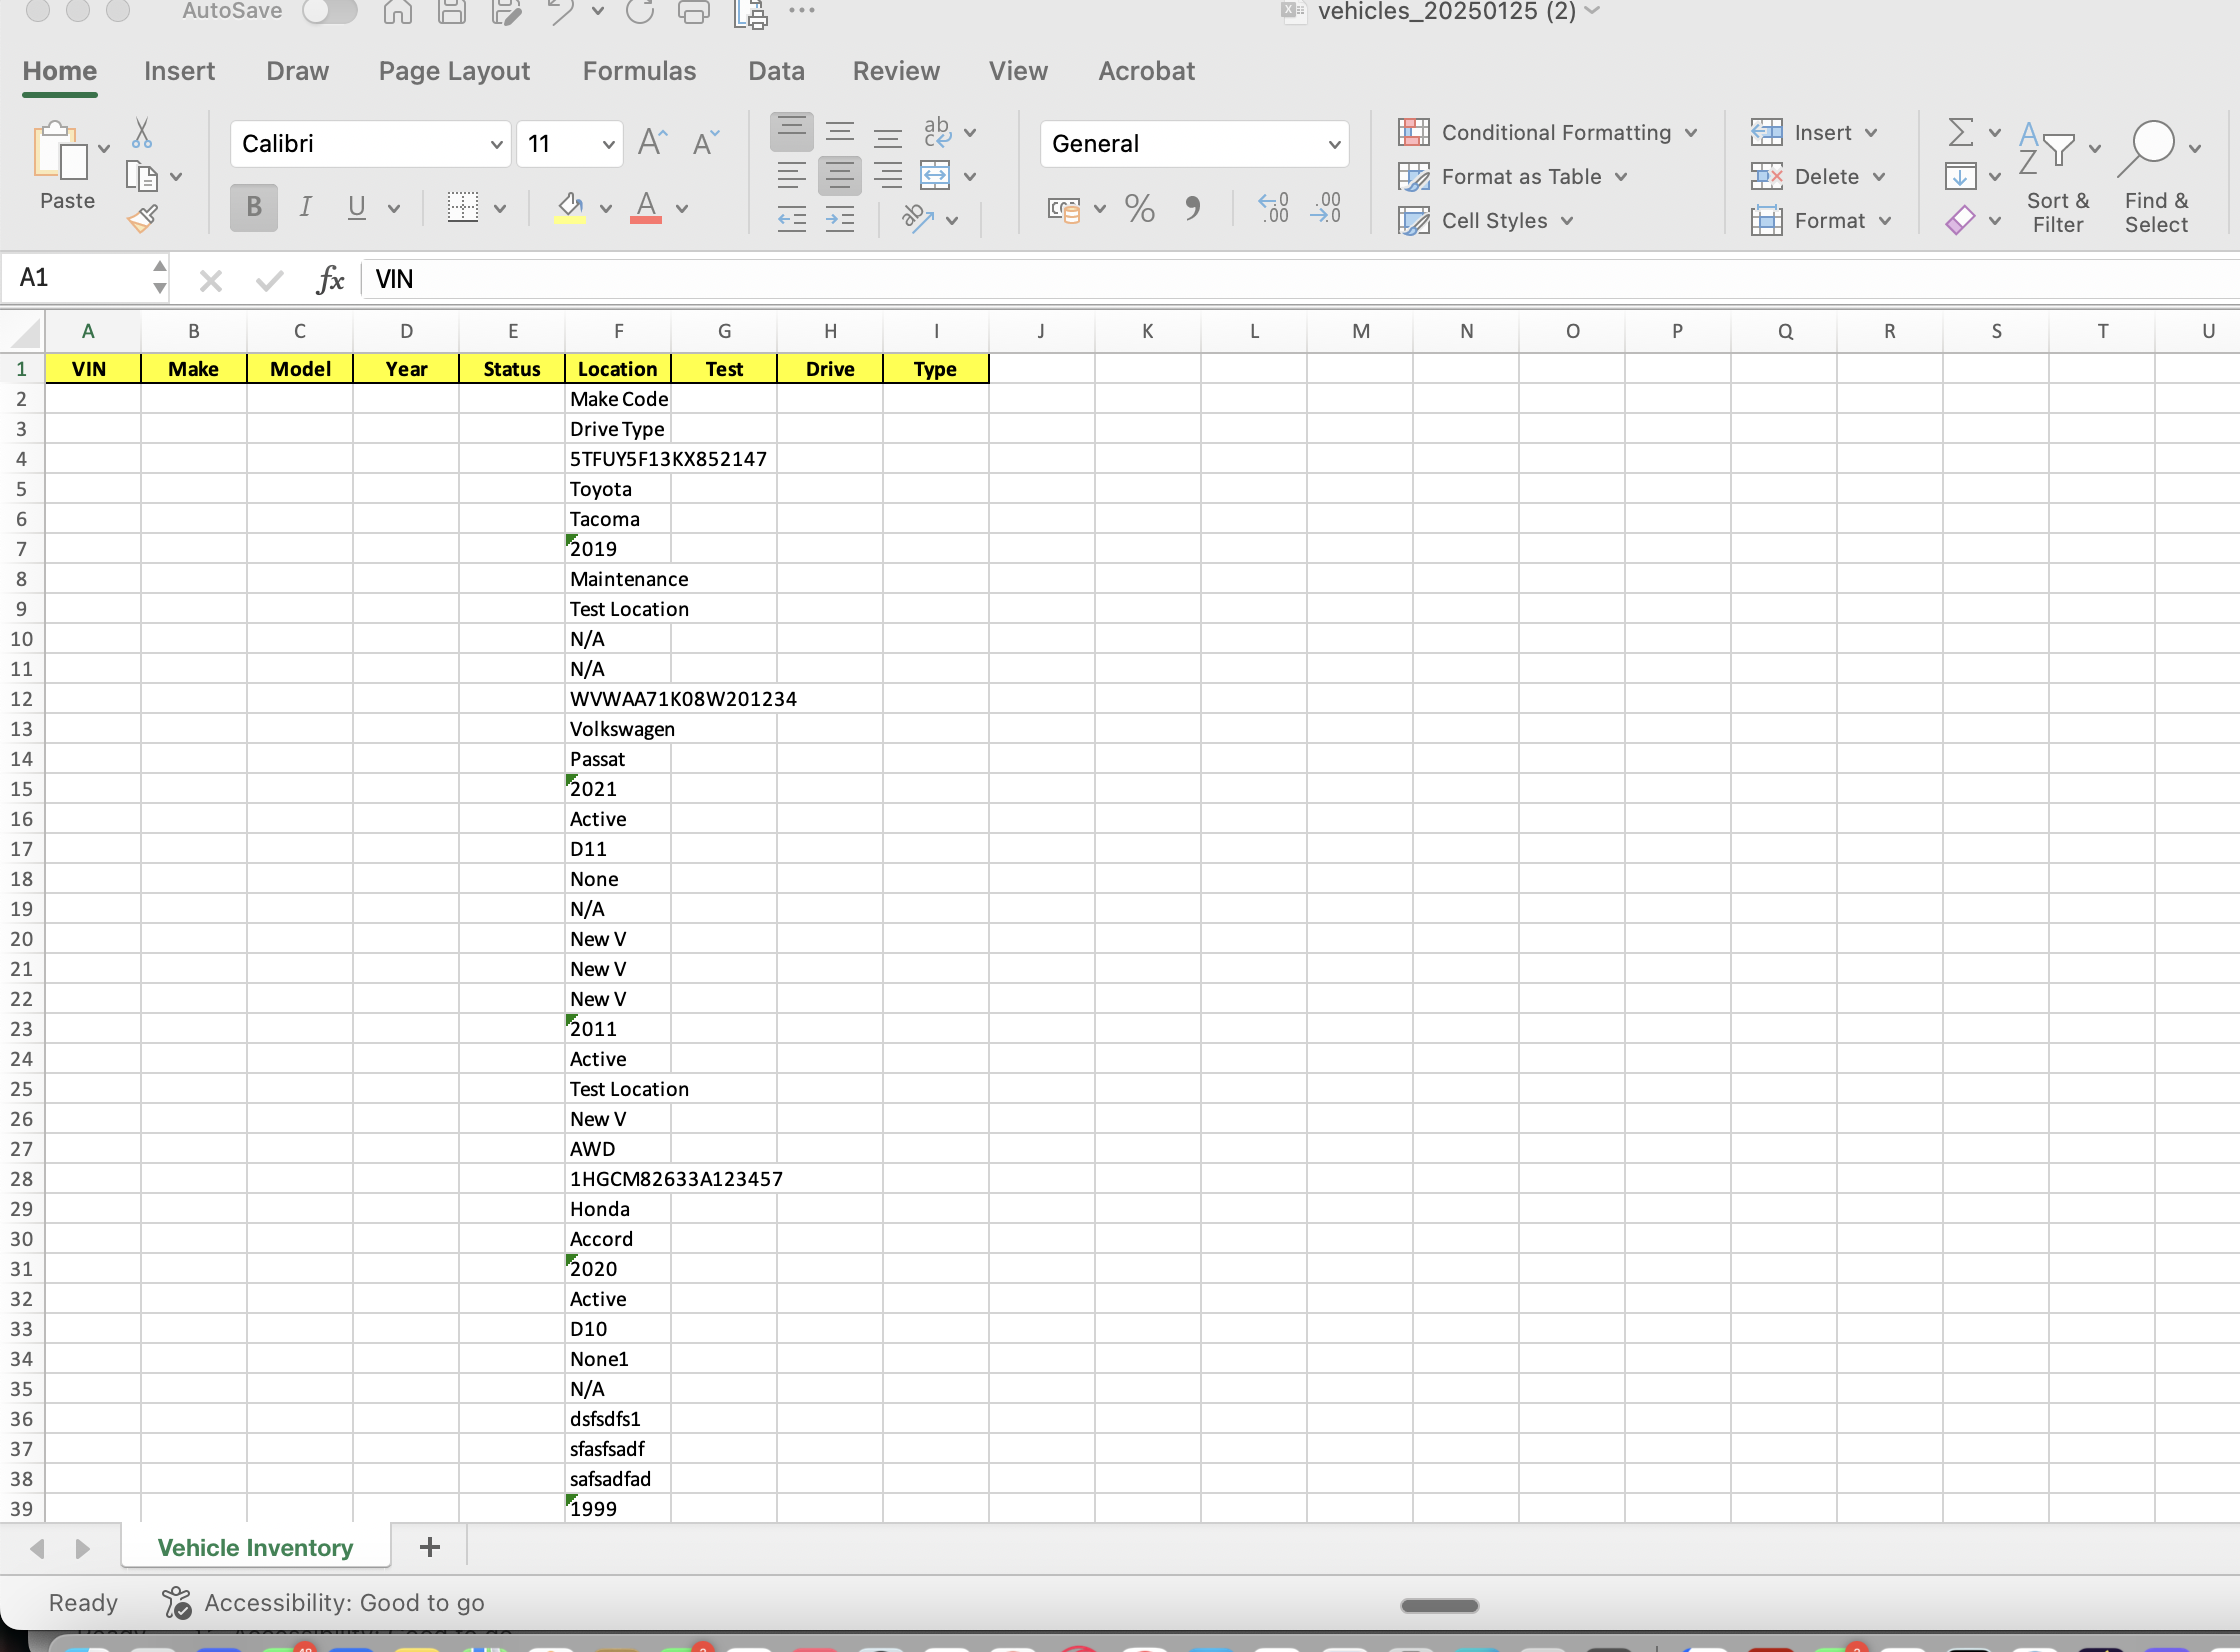 AutoSave
vehicles_20250125 (2)
Home Insert Draw Page Layout Formulas Data Review View Acrobat
Paste
Calibri 11
B I U
General
Conditional Formatting
Format as Table
Cell Styles
Insert
Delete
Format
Sort & Filter
Find & Select
A1 fx VIN
A B C D E F G H I J K L M N O P Q R S T U
1 VIN Make Model Year Status Location Test Drive Type
2 Make Code
3 Drive Type
4 5TFUY5F13KX852147
5 Toyota
6 Tacoma
7 2019
8 Maintenance
9 Test Location
10 N/A
11 N/A
12 WVWAA71K08W201234
13 Volkswagen
14 Passat
15 2021
16 Active
17 D11
18 None
19 N/A
20 New V
21 New V
22 New V
23 2011
24 Active
25 Test Location
26 New V
27 AWD
28 1HGCM82633A123457
29 Honda
30 Accord
31 2020
32 Active
33 D10
34 None1
35 N/A
36 dsfsdfs1
37 sfasfsadf
38 safsadfad
39 1999
Vehicle Inventory +
Ready Accessibility: Good to go